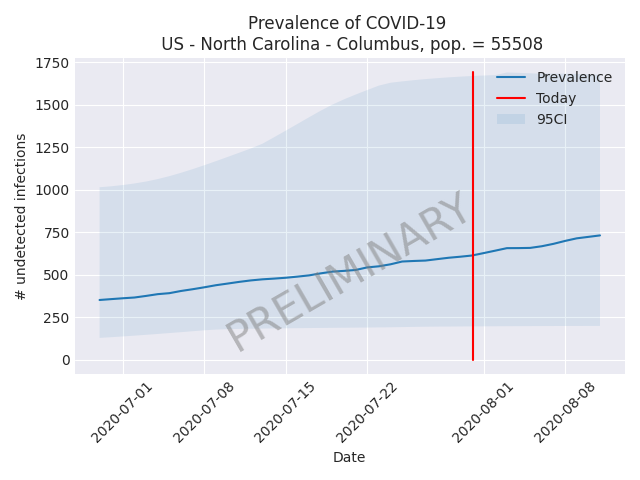 Prevalence of COVID-19
US - North Carolina - Columbus, pop. = 55508
# undetected infections
1750
1500
1250
1000
750
500
250
0
Prevalence
Today
95CI
PRELIMINARY
2020-07-01
2020-07-08
2020-07-15
2020-07-22
2020-08-01
2020-08-08
Date